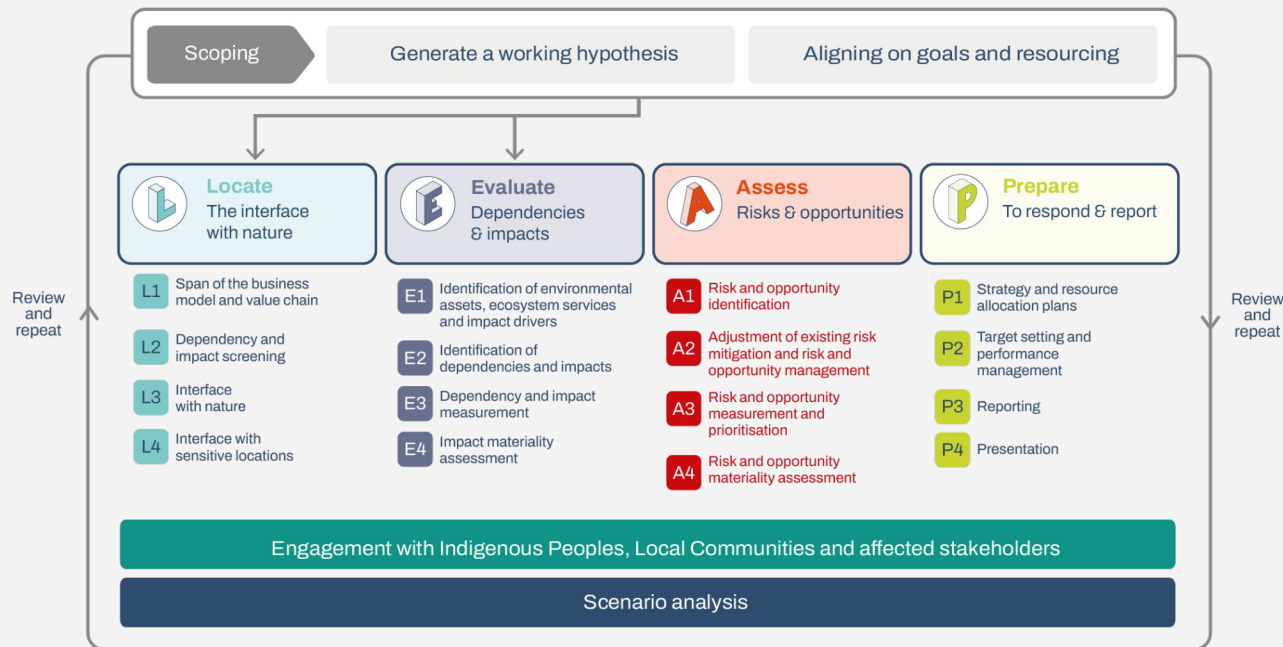 Scoping
Generate a working hypothesis
Aligning on goals and resourcing
L
Locate
The interface
with nature
E
Evaluate
Dependencies
& impacts
A
Assess
Risks & opportunities
P
Prepare
To respond & report
L1
Span of the business
model and value chain
L2
Dependency and
impact screening
L3
Interface
with nature
L4
Interface with
sensitive locations
E1
Identification of environmental
assets, ecosystem services
and impact drivers
E2
Identification of
dependencies and impacts
E3
Dependency and impact
measurement
E4
Impact materiality
assessment
A1
Risk and opportunity
identification
A2
Adjustment of existing risk
mitigation and risk and
opportunity management
A3
Risk and opportunity
measurement and
prioritisation
A4
Risk and opportunity
materiality assessment
P1
Strategy and resource
allocation plans
P2
Target setting and
performance
management
P3
Reporting
P4
Presentation
Review
and
repeat
Review
and
repeat
Engagement with Indigenous Peoples, Local Communities and affected stakeholders
Scenario analysis